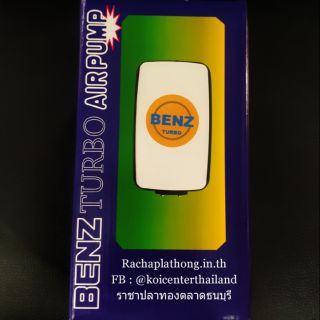 BENZ TURBO AIRPUMP
BENZ
TURBO
Rachaplathong.in.th
FB : @koicenterthailand
ราชาปลาทองตลาดธนบุรี